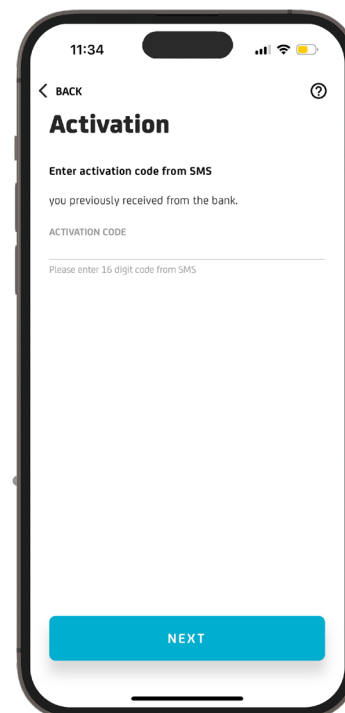 11:34
BACK
Activation
Enter activation code from SMS
you previously received from the bank.
ACTIVATION CODE
Please enter 16 digit code from SMS
NEXT